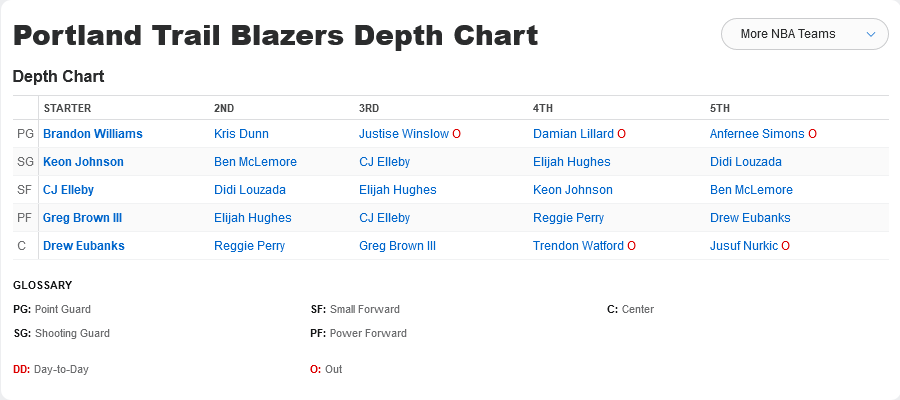 Portland Trail Blazers Depth Chart
More NBA Teams
Depth Chart
STARTER 2ND 3RD 4TH 5TH
PG Brandon Williams Kris Dunn Justise Winslow O Damian Lillard O Anfernee Simons O
SG Keon Johnson Ben McLemore CJ Elleby Elijah Hughes Didi Louzada
SF CJ Elleby Didi Louzada Elijah Hughes Keon Johnson Ben McLemore
PF Greg Brown III Elijah Hughes CJ Elleby Reggie Perry Drew Eubanks
C Drew Eubanks Reggie Perry Greg Brown III Trendon Watford O Jusuf Nurkic O
GLOSSARY
PG: Point Guard SF: Small Forward C: Center
SG: Shooting Guard PF: Power Forward
DD: Day-to-Day O: Out